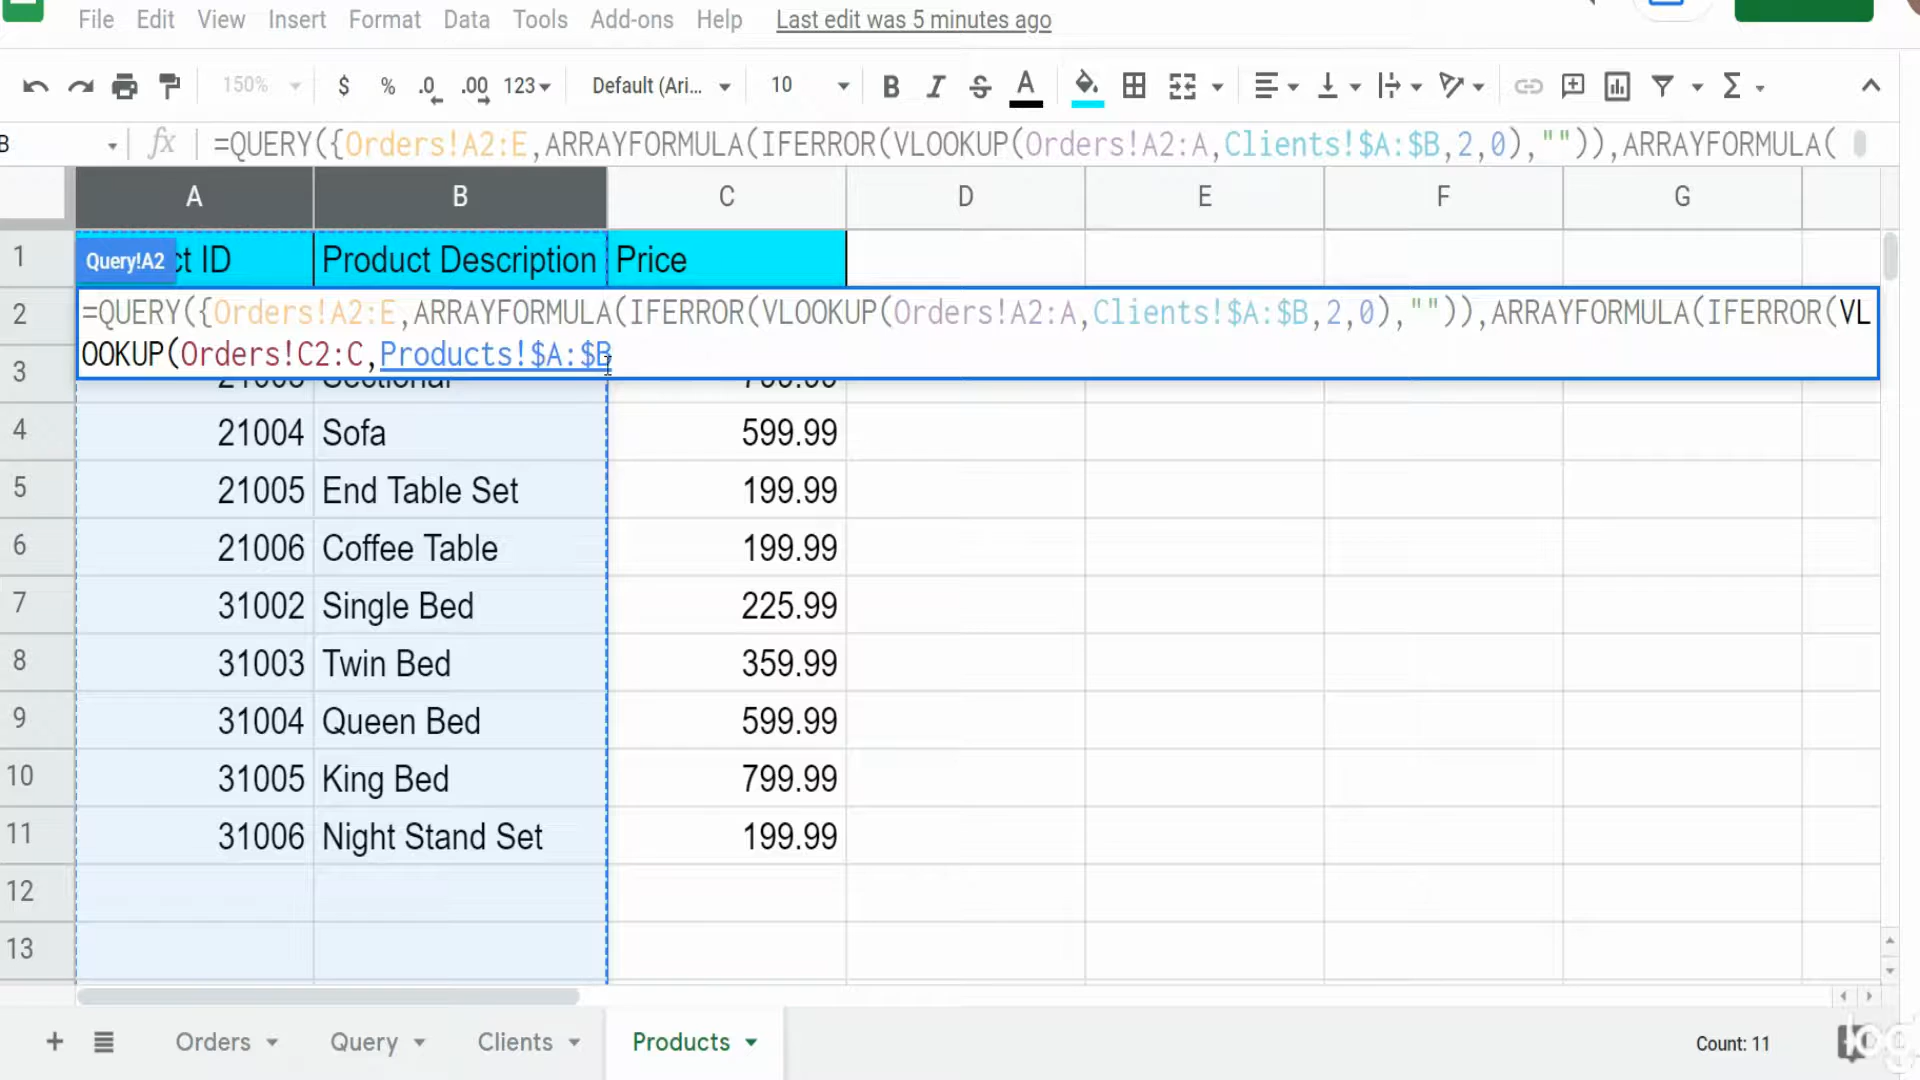 File Edit View Insert Format Data Tools Add-ons Help Last edit was 5 minutes ago
150% $ % .0 .00 123 Default (Ari... 10 B I S A Σ
B fx =QUERY({Orders!A2:E,ARRAYFORMULA(IFERROR(VLOOKUP(Orders!A2:A,Clients!$A:$B,2,0),"")),ARRAYFORMULA(
A B C D E F G
1 Query!A2 ct ID Product Description Price
2 =QUERY({Orders!A2:E,ARRAYFORMULA(IFERROR(VLOOKUP(Orders!A2:A,Clients!$A:$B,2,0),"")),ARRAYFORMULA(IFERROR(VL
OOKUP(Orders!C2:C,Products!$A:$B
3 21003 Sectional
4 21004 Sofa 599.99
5 21005 End Table Set 199.99
6 21006 Coffee Table 199.99
7 31002 Single Bed 225.99
8 31003 Twin Bed 359.99
9 31004 Queen Bed 599.99
10 31005 King Bed 799.99
11 31006 Night Stand Set 199.99
12
13
+ Orders Query Clients Products Count: 11